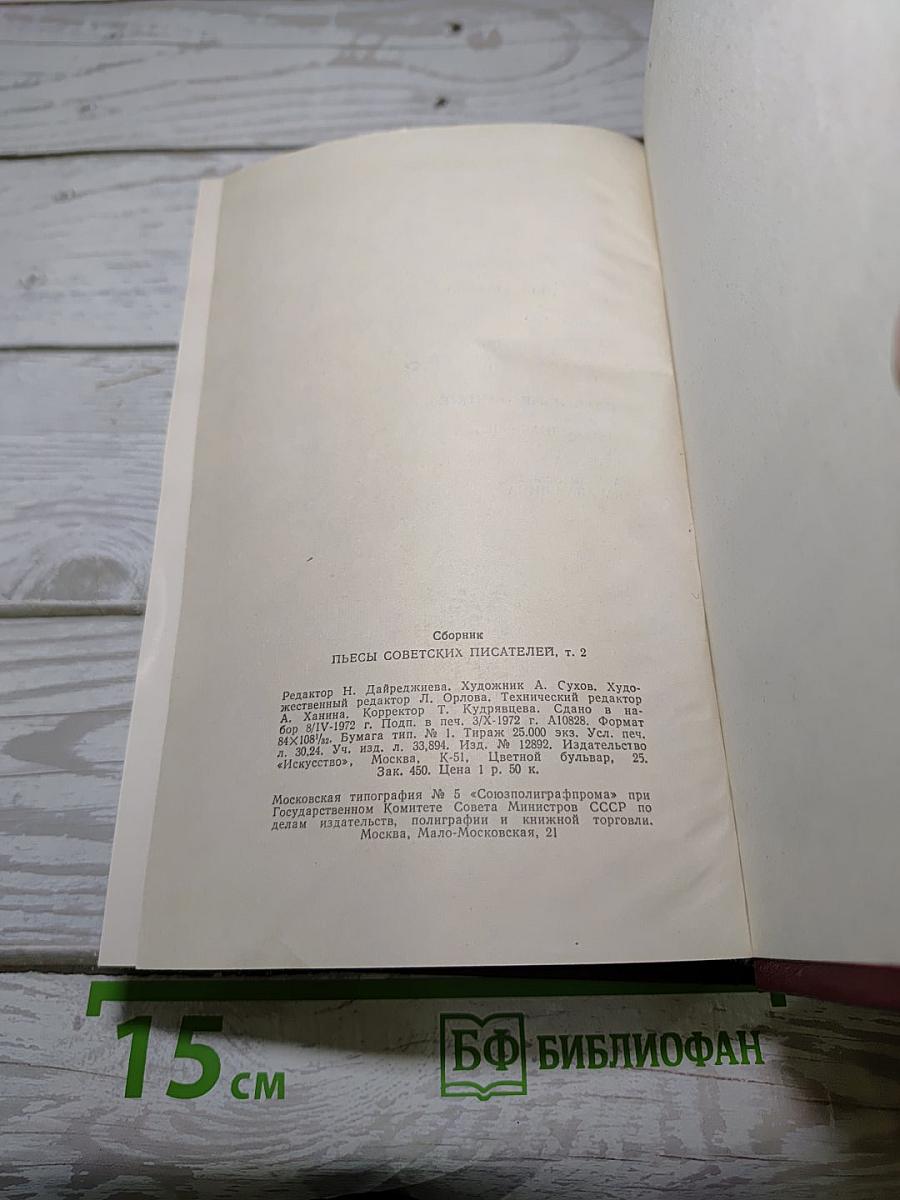 Сборник
ПЬЕСЫ СОВЕТСКИХ ПИСАТЕЛЕЙ, т. 2
Редактор Н. Дайреджиева. Художник А. Сухов. Худо-
жественный редактор Л. Орлова. Технический редактор
А. Ханина. Корректор Т. Кудрявцева. Сдано в на-
бор 8/IV-1972 г. Подп. в печ. 3/X-1972 г. А10828. Формат
84×108¹/₃₂. Бумага тип. № 1. Тираж 25.000 экз. Усл. печ.
л. 30,24. Уч. изд. л. 33,894. Изд. № 12892. Издательство
«Искусство», Москва, К-51, Цветной бульвар, 25.
Зак. 450. Цена 1 р. 50 к.
Московская типография № 5 «Союзполиграфпрома» при
Государственном Комитете Совета Министров СССР по
делам издательств, полиграфии и книжной торговли.
Москва, Мало-Московская, 21
15 см
БФ БИБЛИОФАН